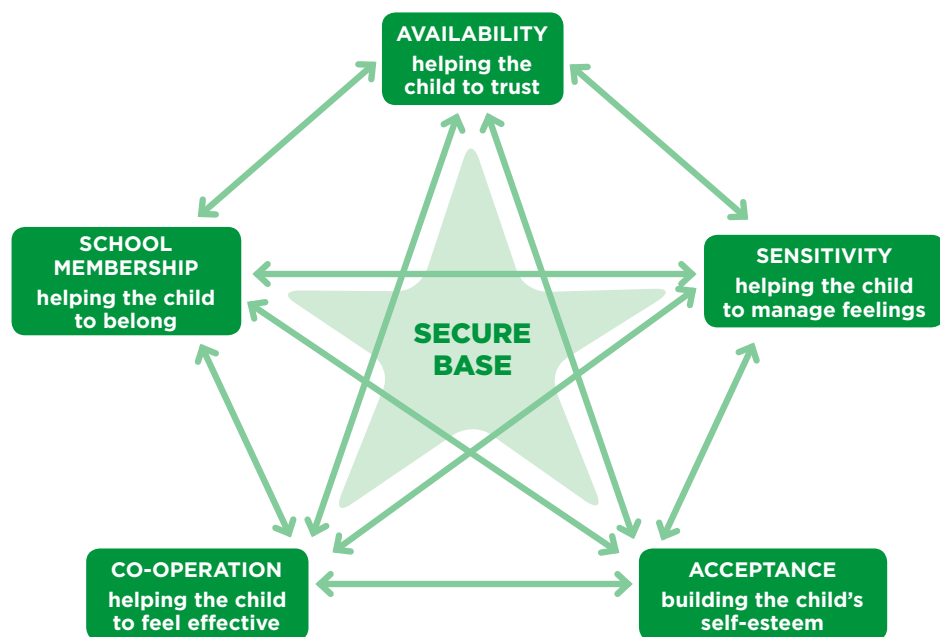 AVAILABILITY
helping the
child to trust
SCHOOL
MEMBERSHIP
helping the child
to belong
SENSITIVITY
helping the child
to manage feelings
SECURE
BASE
CO-OPERATION
helping the child
to feel effective
ACCEPTANCE
building the child’s
self-esteem